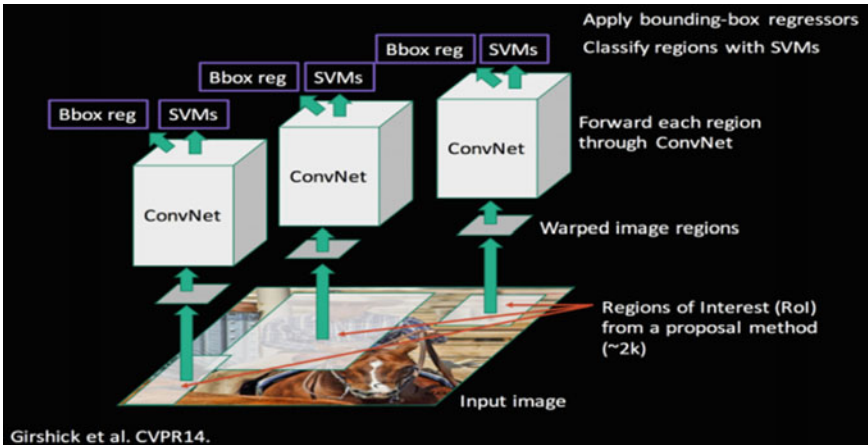 Apply bounding-box regressors
Bbox reg SVMs
Classify regions with SVMs
Bbox reg SVMs
Bbox reg SVMs
Forward each region
through ConvNet
ConvNet
ConvNet
ConvNet
Warped image regions
Regions of Interest (RoI)
from a proposal method
(~2k)
Input image
Girshick et al. CVPR14.